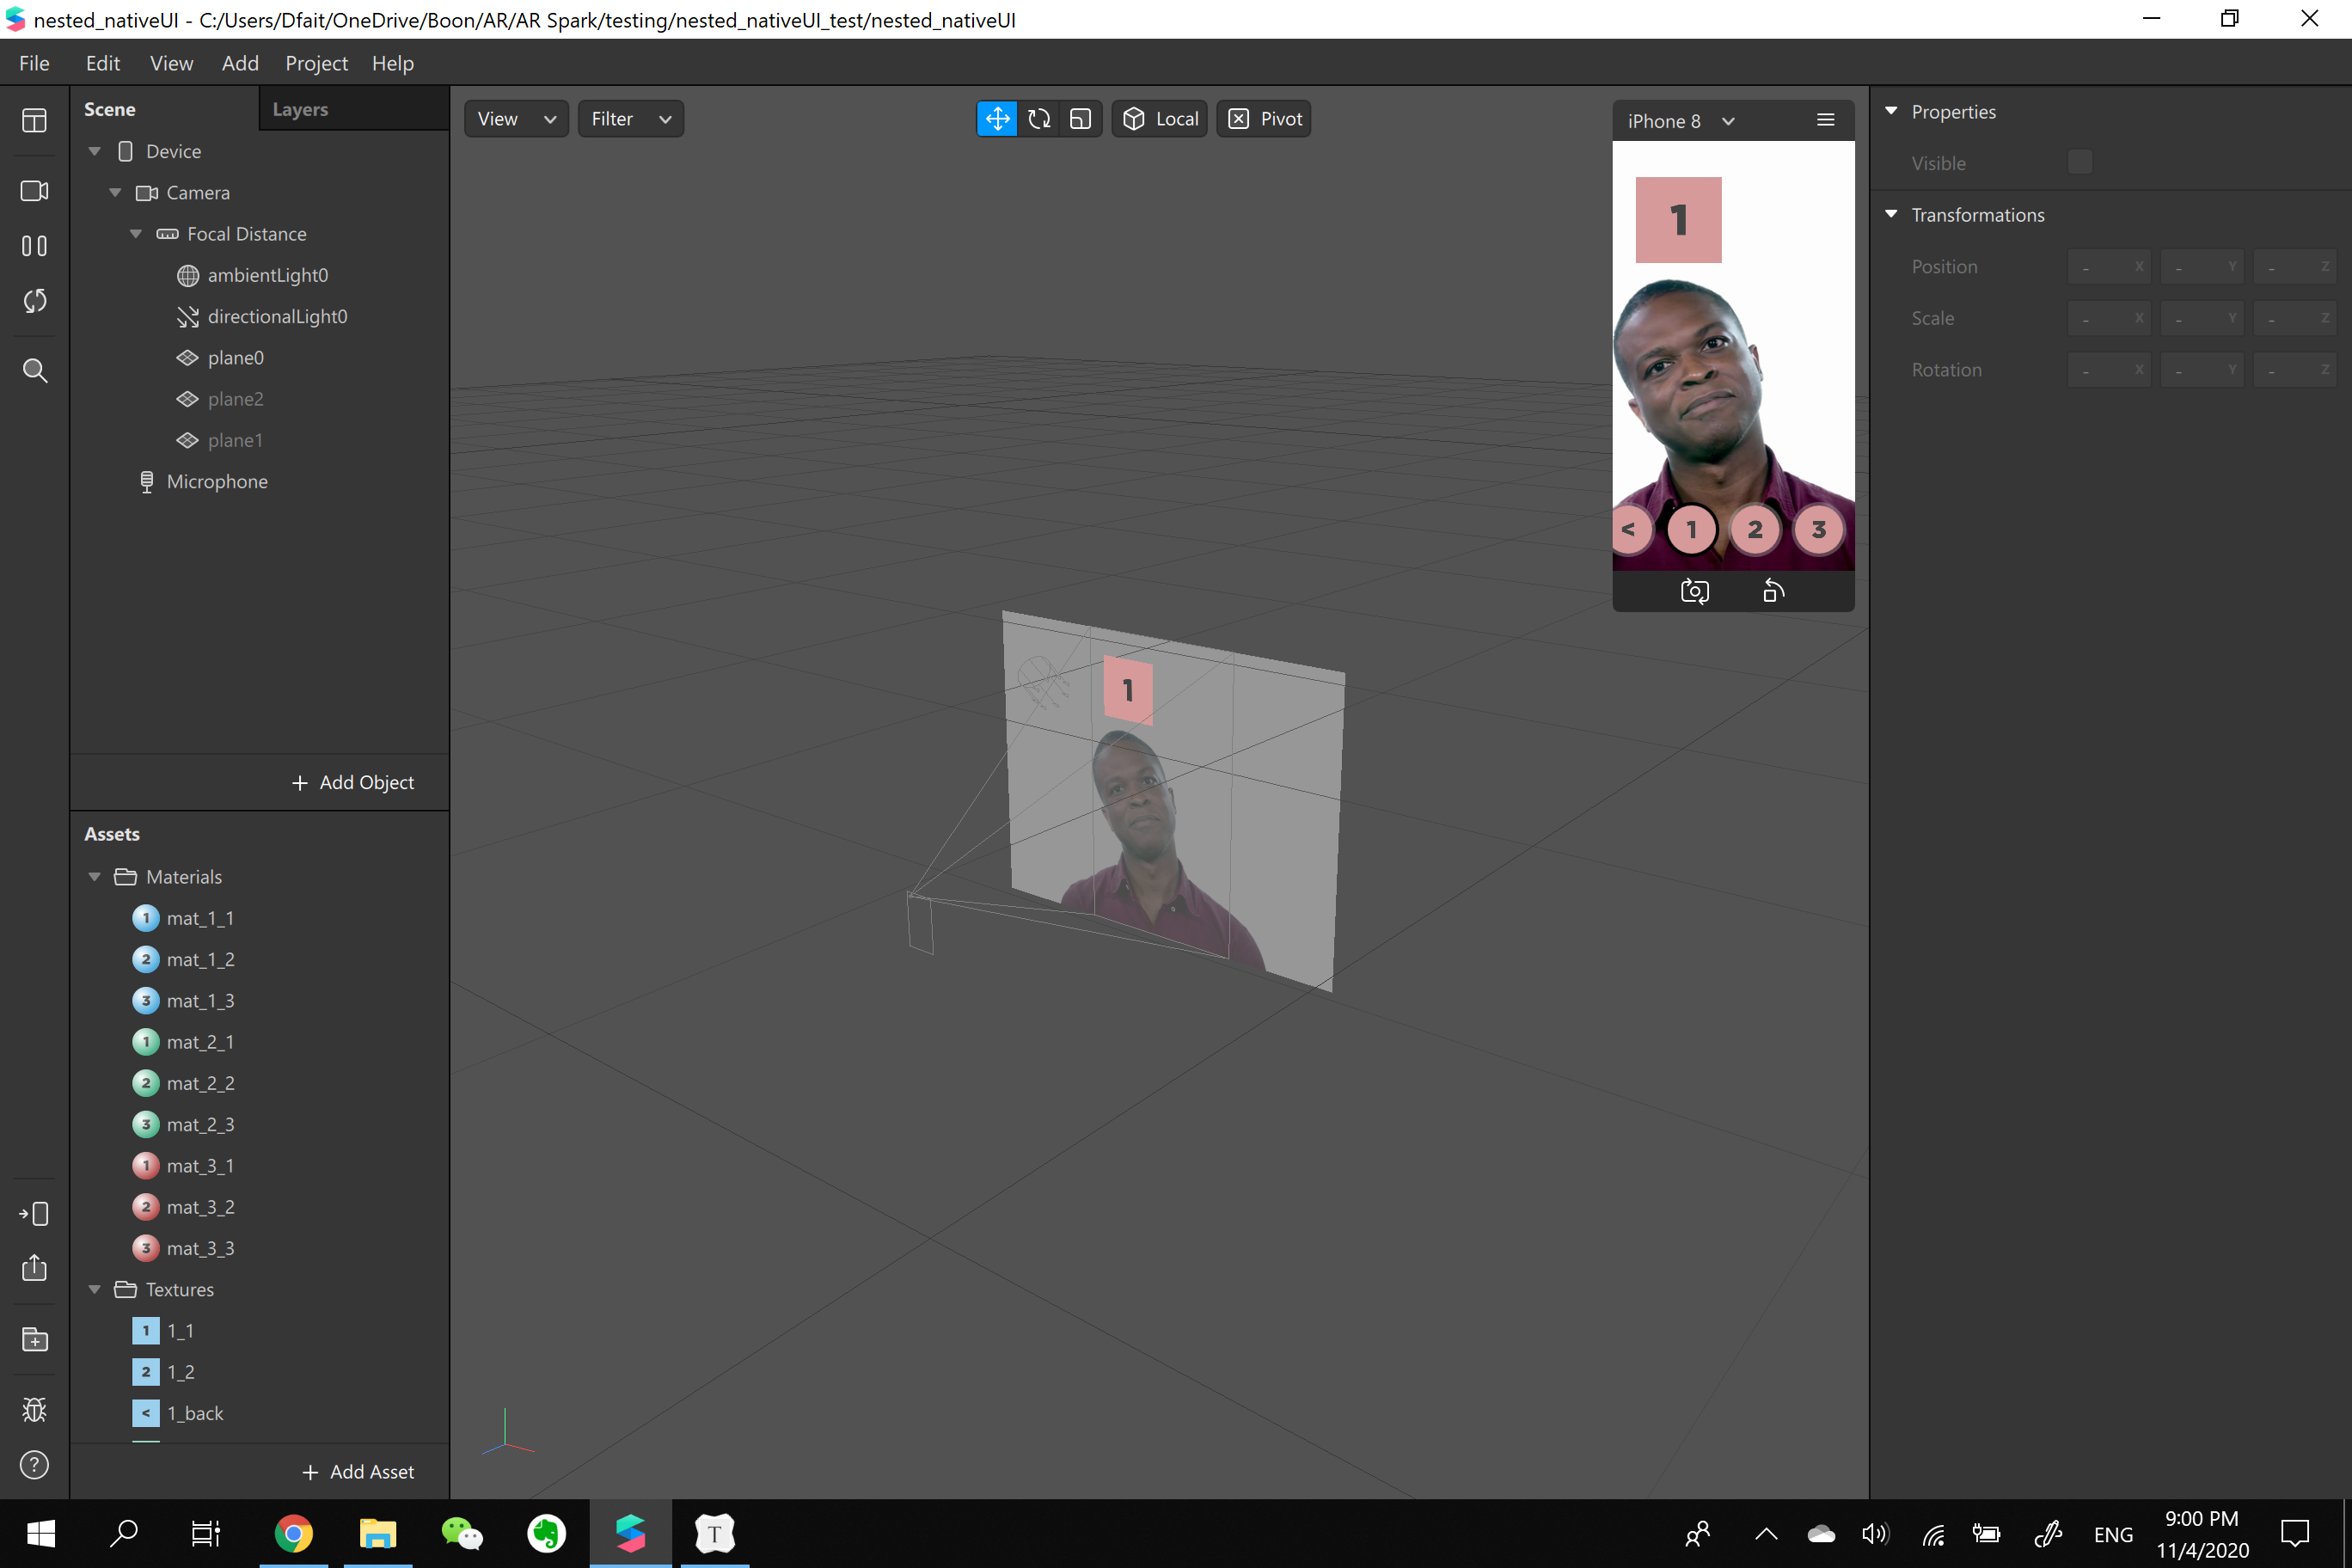 nested_nativeUI - C:/Users/Dfait/OneDrive/Boon/AR/AR Spark/testing/nested_nativeUI_test/nested_nativeUI
File Edit View Add Project Help
Scene Layers
Device
Camera
Focal Distance
ambientLight0
directionalLight0
plane0
plane2
plane1
Microphone
+ Add Object
Assets
Materials
1 mat_1_1
2 mat_1_2
3 mat_1_3
1 mat_2_1
2 mat_2_2
3 mat_2_3
1 mat_3_1
2 mat_3_2
3 mat_3_3
Textures
1 1_1
2 1_2
< 1_back
+ Add Asset
View Filter Local Pivot
1
iPhone 8
1
< 1 2 3
Properties
Visible
Transformations
Position - X - Y - Z
Scale - X - Y - Z
Rotation - X - Y - Z
T
ENG
9:00 PM
11/4/2020